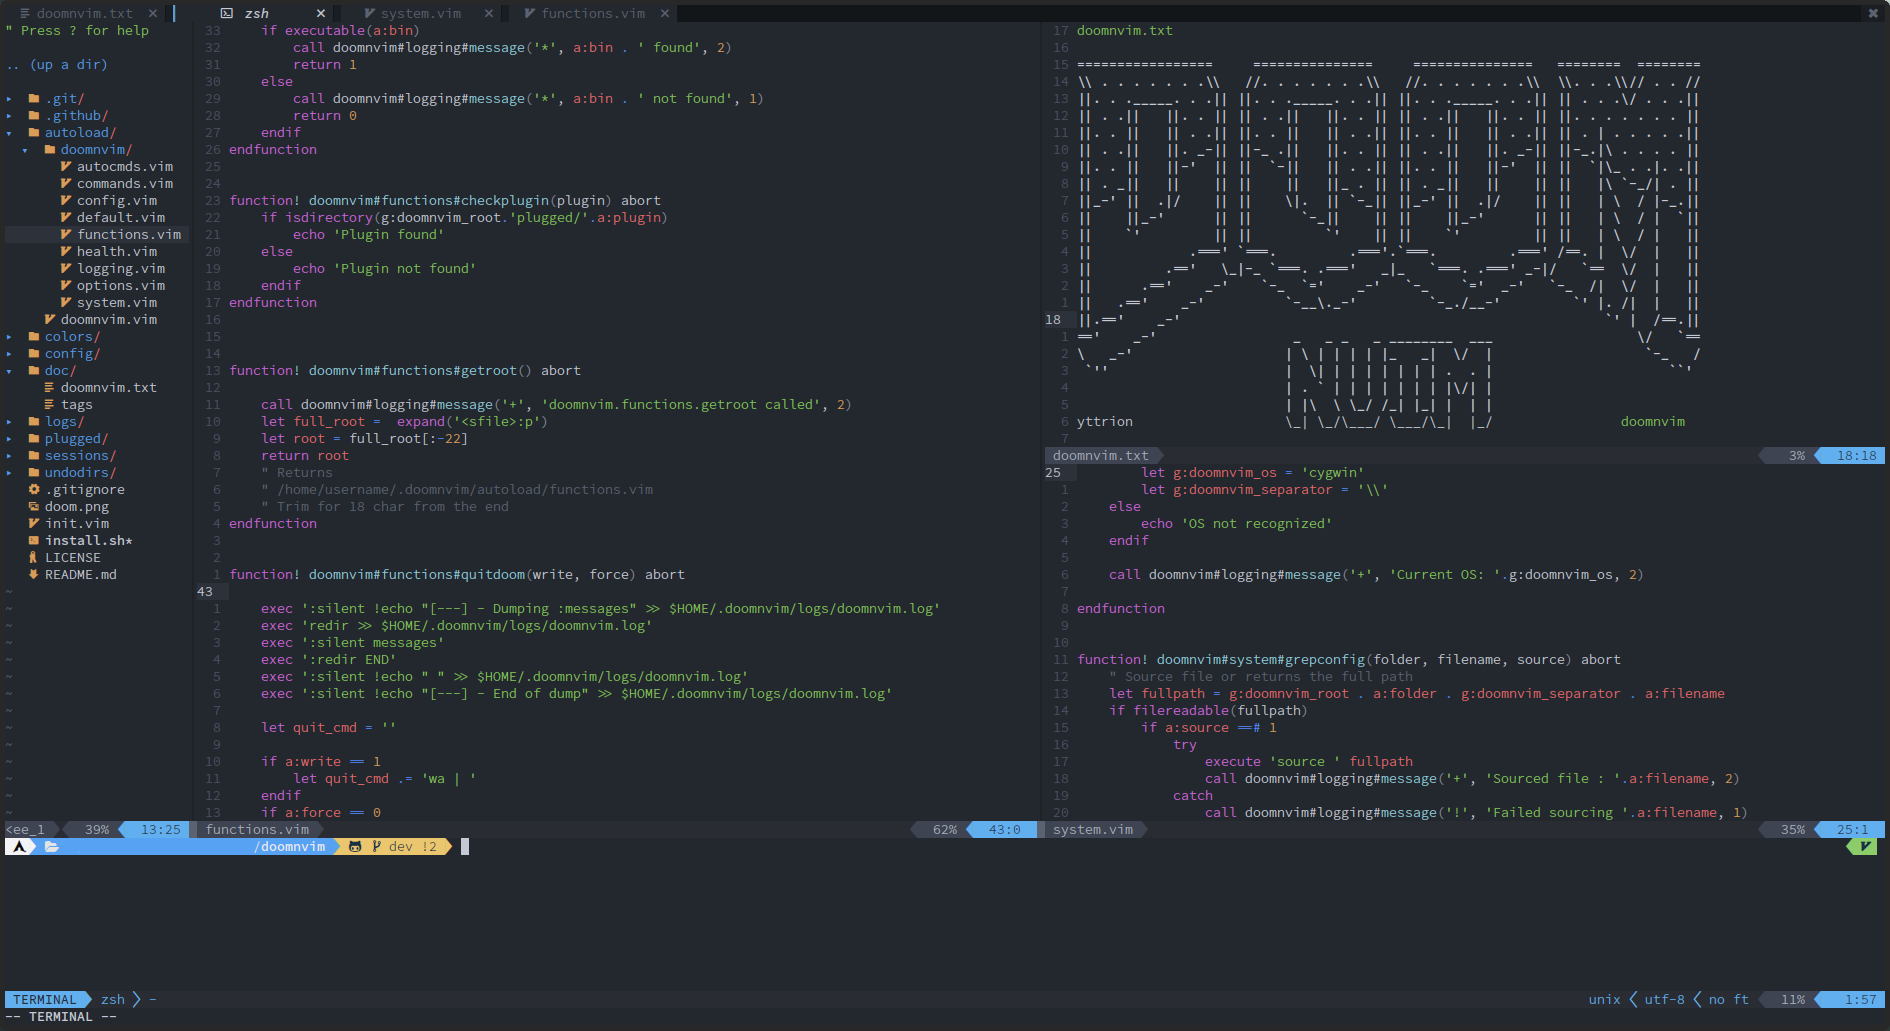 doomnvim.txt × zsh × system.vim × functions.vim × ✖
" Press ? for help
.. (up a dir)
▸ .git/
▸ .github/
▾ autoload/
▾ doomnvim/
autocmds.vim
commands.vim
config.vim
default.vim
functions.vim
health.vim
logging.vim
options.vim
system.vim
doomnvim.vim
▸ colors/
▸ config/
▾ doc/
doomnvim.txt
tags
▸ logs/
▸ plugged/
▸ sessions/
▸ undodirs/
.gitignore
doom.png
init.vim
install.sh*
LICENSE
README.md
~
~
~
~
~
~
~
~
~
~
~
~
~
~
<ee_1 39% 13:25
33     if executable(a:bin)
32         call doomnvim#logging#message('*', a:bin . ' found', 2)
31         return 1
30     else
29         call doomnvim#logging#message('*', a:bin . ' not found', 1)
28         return 0
27     endif
26 endfunction
25
24
23 function! doomnvim#functions#checkplugin(plugin) abort
22     if isdirectory(g:doomnvim_root.'plugged/'.a:plugin)
21         echo 'Plugin found'
20     else
19         echo 'Plugin not found'
18     endif
17 endfunction
16
15
14
13 function! doomnvim#functions#getroot() abort
12
11     call doomnvim#logging#message('+', 'doomnvim.functions.getroot called', 2)
10     let full_root =  expand('<sfile>:p')
9     let root = full_root[:-22]
8     return root
7     " Returns
6     " /home/username/.doomnvim/autoload/functions.vim
5     " Trim for 18 char from the end
4 endfunction
3
2
1 function! doomnvim#functions#quitdoom(write, force) abort
43
1     exec ':silent !echo "[---] - Dumping :messages" >> $HOME/.doomnvim/logs/doomnvim.log'
2     exec 'redir >> $HOME/.doomnvim/logs/doomnvim.log'
3     exec ':silent messages'
4     exec ':redir END'
5     exec ':silent !echo " " >> $HOME/.doomnvim/logs/doomnvim.log'
6     exec ':silent !echo "[---] - End of dump" >> $HOME/.doomnvim/logs/doomnvim.log'
7
8     let quit_cmd = ''
9
10     if a:write == 1
11         let quit_cmd .= 'wa | '
12     endif
13     if a:force == 0
functions.vim 62% 43:0
17 doomnvim.txt
16
15
14
13
12
11
10
9
8
7
6
5
4
3
2
1
18
1
2
3
4
5
DOOM
NVIM
6 yttrion doomnvim
7
doomnvim.txt 3% 18:18
25         let g:doomnvim_os = 'cygwin'
1         let g:doomnvim_separator = '\\'
2     else
3         echo 'OS not recognized'
4     endif
5
6     call doomnvim#logging#message('+', 'Current OS: '.g:doomnvim_os, 2)
7
8 endfunction
9
10
11 function! doomnvim#system#grepconfig(folder, filename, source) abort
12     " Source file or returns the full path
13     let fullpath = g:doomnvim_root . a:folder . g:doomnvim_separator . a:filename
14     if filereadable(fullpath)
15         if a:source ==# 1
16             try
17                 execute 'source ' fullpath
18                 call doomnvim#logging#message('+', 'Sourced file : '.a:filename, 2)
19             catch
20                 call doomnvim#logging#message('!', 'Failed sourcing '.a:filename, 1)
system.vim 35% 25:1
/doomnvim dev !2
TERMINAL zsh - unix utf-8 no ft 11% 1:57
-- TERMINAL --